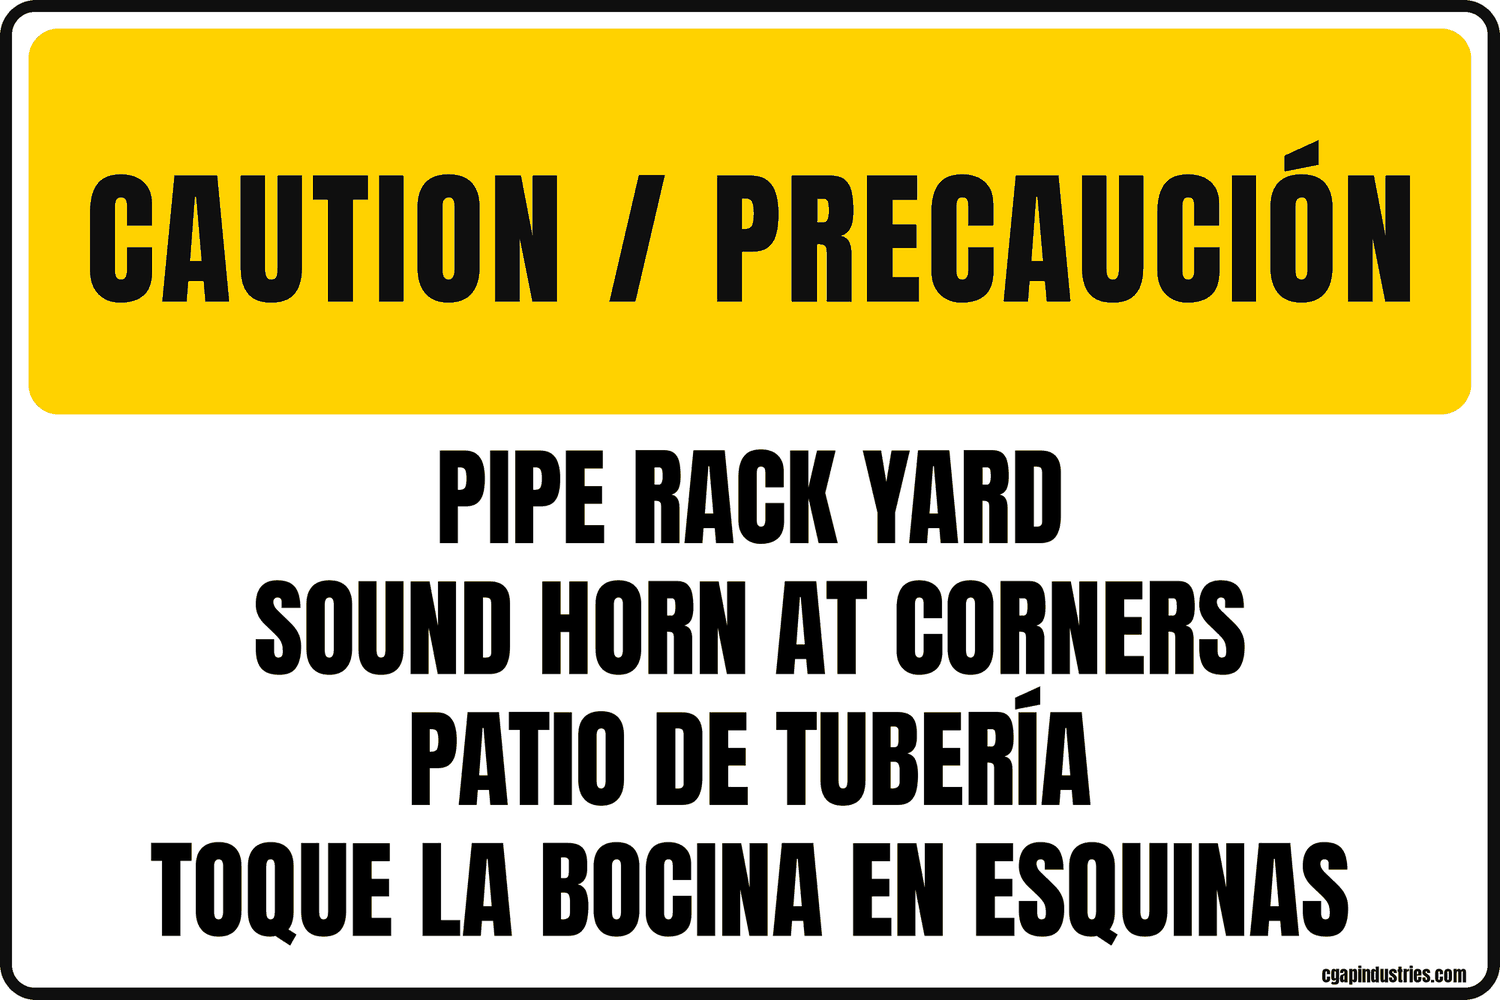 CAUTION / PRECAUCIÓN
PIPE RACK YARD
SOUND HORN AT CORNERS
PATIO DE TUBERÍA
TOQUE LA BOCINA EN ESQUINAS
cgapindustries.com